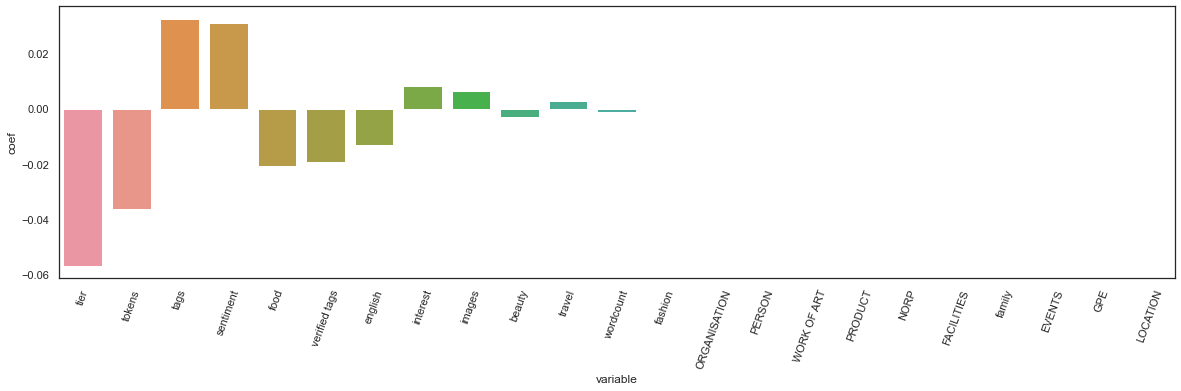 coef
0.02
0.00
−0.02
−0.04
−0.06
tier
tokens
tags
sentiment
food
verified tags
english
interest
images
beauty
travel
wordcount
fashion
ORGANISATION
PERSON
WORK OF ART
PRODUCT
NORP
FACILITIES
family
EVENTS
GPE
LOCATION
variable